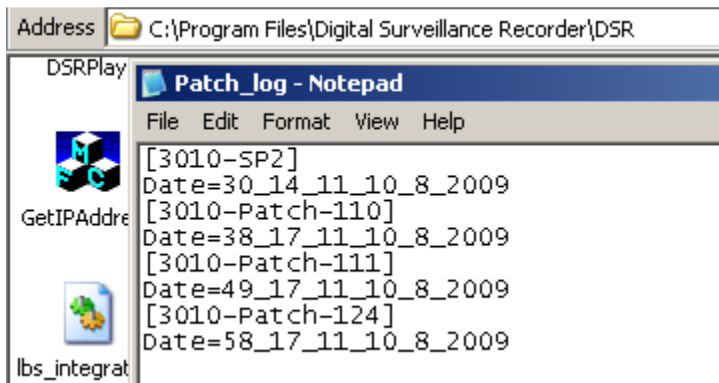 Address C:\Program Files\Digital Surveillance Recorder\DSR
DSRPlay
Patch_log - Notepad
File Edit Format View Help
[3010-SP2]
Date=30_14_11_10_8_2009
[3010-Patch-110]
Date=38_17_11_10_8_2009
[3010-Patch-111]
Date=49_17_11_10_8_2009
[3010-Patch-124]
Date=58_17_11_10_8_2009
MFC
GetIPAddre
lbs_integrat